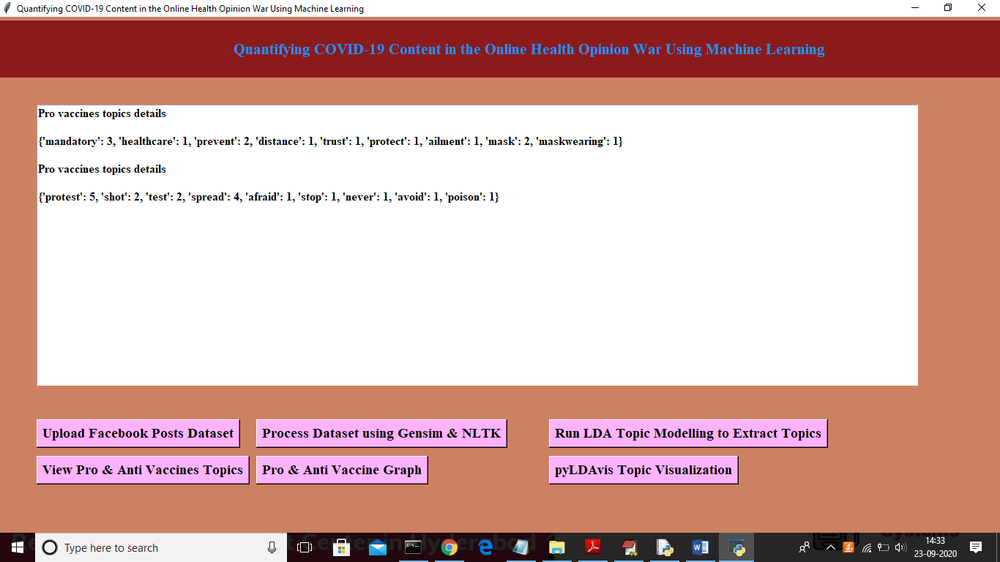 Quantifying COVID-19 Content in the Online Health Opinion War Using Machine Learning
Quantifying COVID-19 Content in the Online Health Opinion War Using Machine Learning
Pro vaccines topics details
{'mandatory': 3, 'healthcare': 1, 'prevent': 2, 'distance': 1, 'trust': 1, 'protect': 1, 'ailment': 1, 'mask': 2, 'maskwearing': 1}
Pro vaccines topics details
{'protest': 5, 'shot': 2, 'test': 2, 'spread': 4, 'afraid': 1, 'stop': 1, 'never': 1, 'avoid': 1, 'poison': 1}
Upload Facebook Posts Dataset
Process Dataset using Gensim & NLTK
Run LDA Topic Modelling to Extract Topics
View Pro & Anti Vaccines Topics
Pro & Anti Vaccine Graph
pyLDAvis Topic Visualization
Type here to search
14:33
23-09-2020